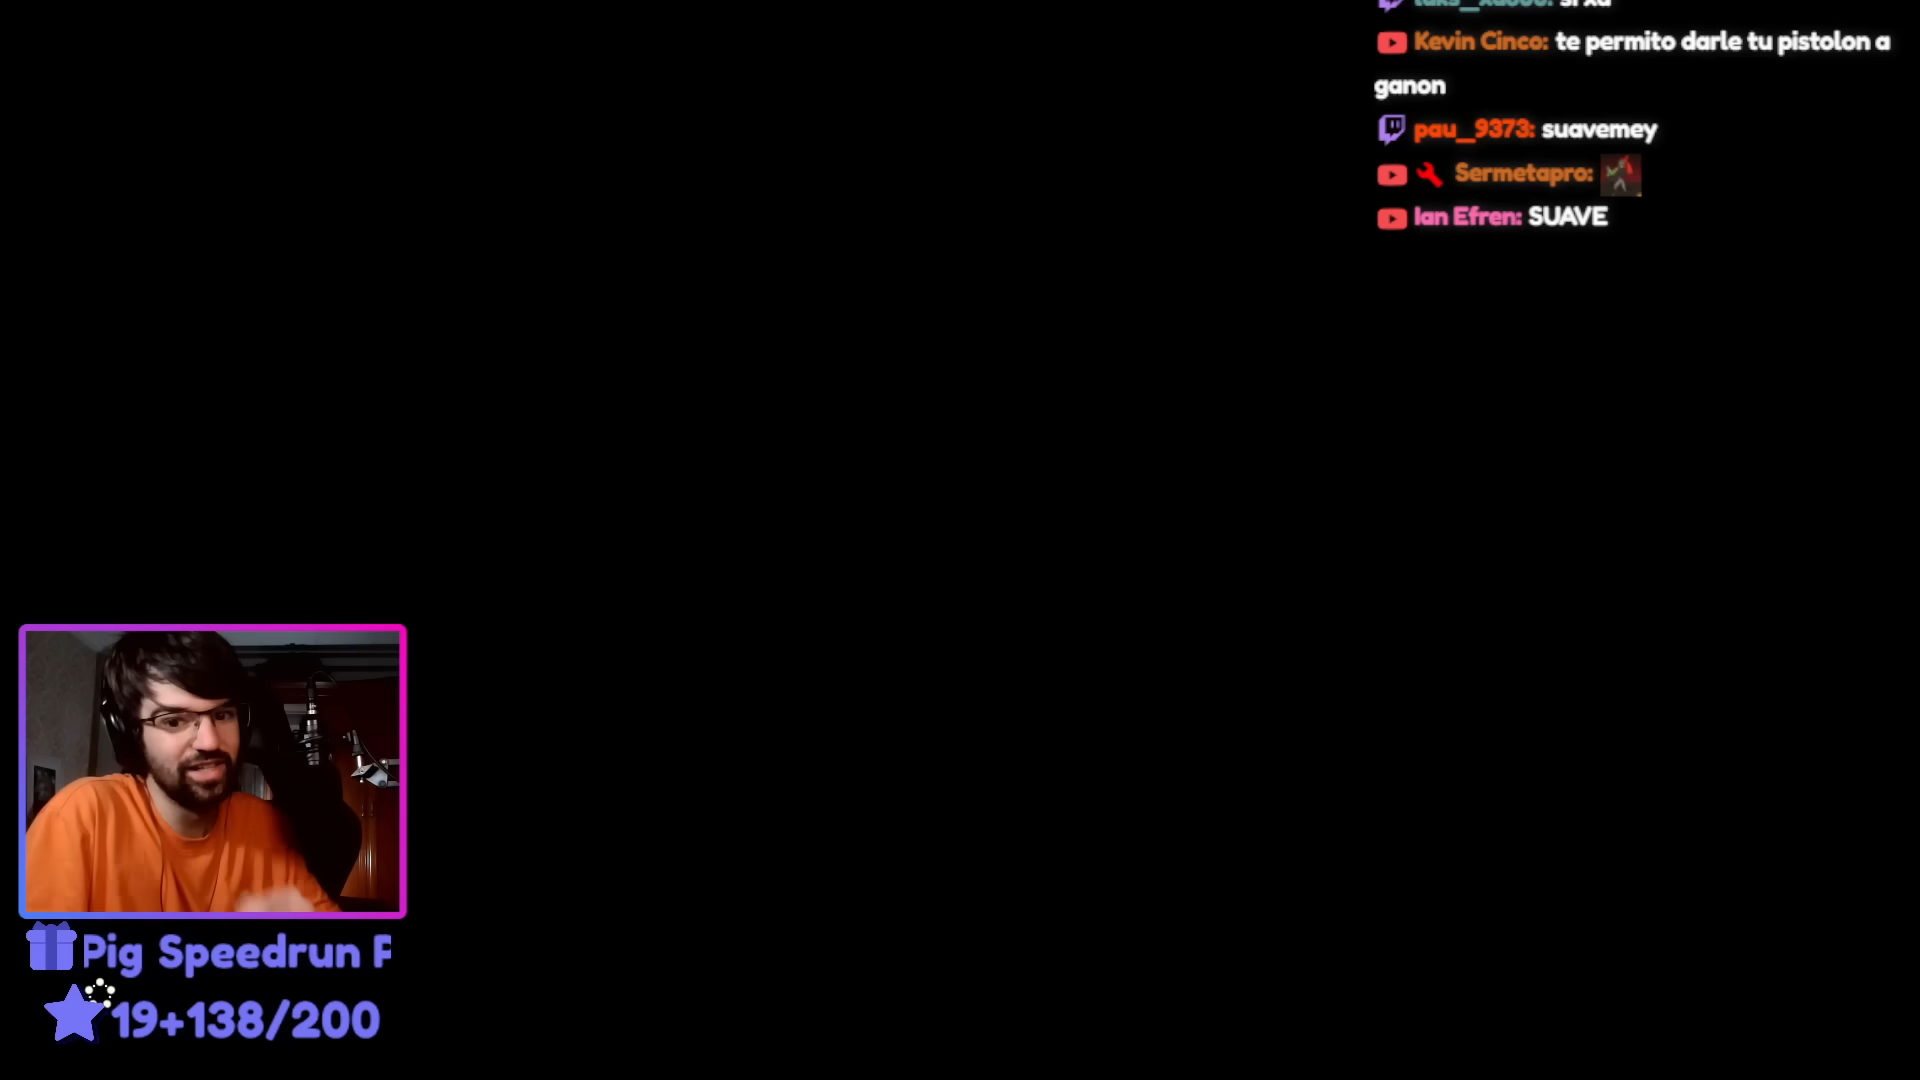 Kevin Cinco: te permito darle tu pistolon a
ganon
pau_9373: suavemey
Sermetapro:
Ian Efren: SUAVE
Pig Speedrun
19+138/200